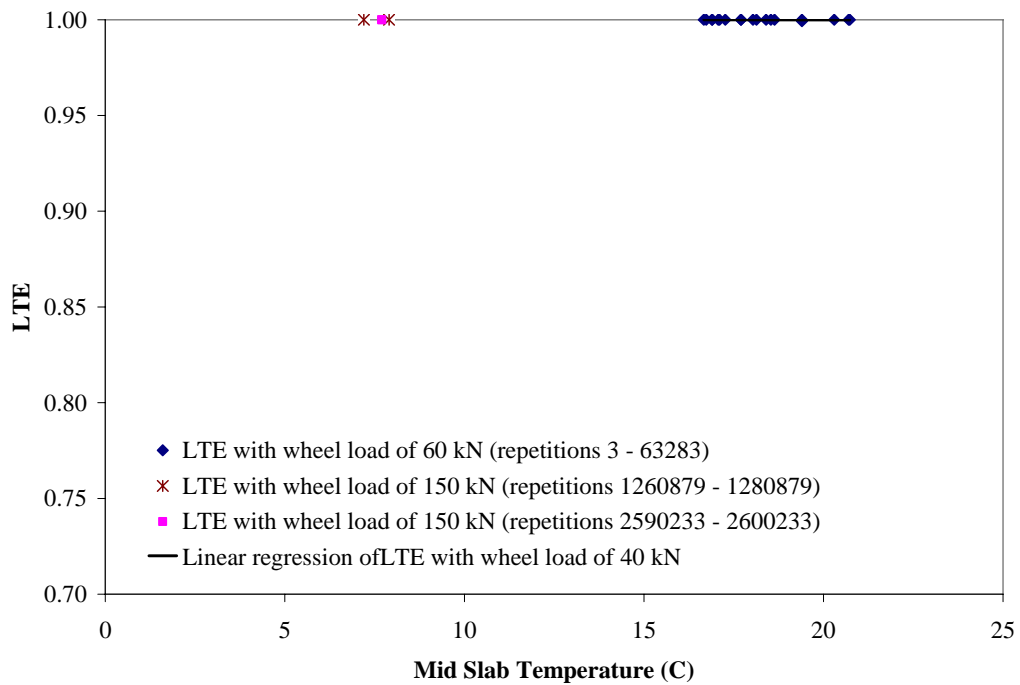 1.00
0.95
0.90
0.85
0.80
0.75
0.70
LTE
LTE with wheel load of 60 kN (repetitions 3 - 63283)
LTE with wheel load of 150 kN (repetitions 1260879 - 1280879)
LTE with wheel load of 150 kN (repetitions 2590233 - 2600233)
Linear regression ofLTE with wheel load of 40 kN
0 5 10 15 20 25
Mid Slab Temperature (C)